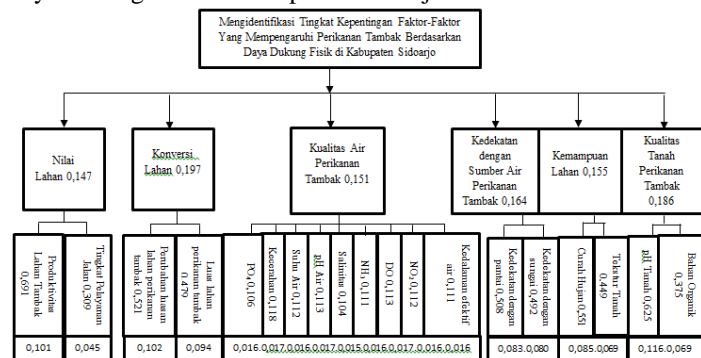 Mengidentifikasi Tingkat Kepentingan Faktor-Faktor
Yang Mempengaruhi Perikanan Tambak Berdasarkan
Daya Dukung Fisik di Kabupaten Sidoarjo
Nilai
Lahan 0,147
Konversi
Lahan 0,197
Kualitas Air
Perikanan
Tambak 0,151
Kedekatan
dengan
Sumber Air
Perikanan
Tambak 0,164
Kemampuan
Lahan 0,155
Kualitas
Tanah
Perikanan
Tambak
0,186
Produktivitas
Lahan Tambak
0,691
Tingkat Pelayanan
Jalan 0,309
Perubahan luasan
lahan perikanan
tambak 0,521
Luas lahan
perikanan tambak
0.479
PO₄ 0,106
Kecerahan 0,118
Suhu Air 0,112
pH Air 0,113
Salinitas 0,104
NH₃ 0,111
DO 0,113
NO₂ 0,112
Kedalaman efektif
air 0,111
Kedekatan dengan
pantai 0,508
Kedekatan dengan
sungai 0,492
Curah Hujan 0,551
Tekstur Tanah
0,449
pH Tanah 0,625
Bahan Organik
0,375
0,101
0,045
0,102
0,094
0,016.0,017.0,016.0,017.0,015.0,016.0,016.0,016.0,016
0,083.0,080
0,085.0,069
0,116.0,069